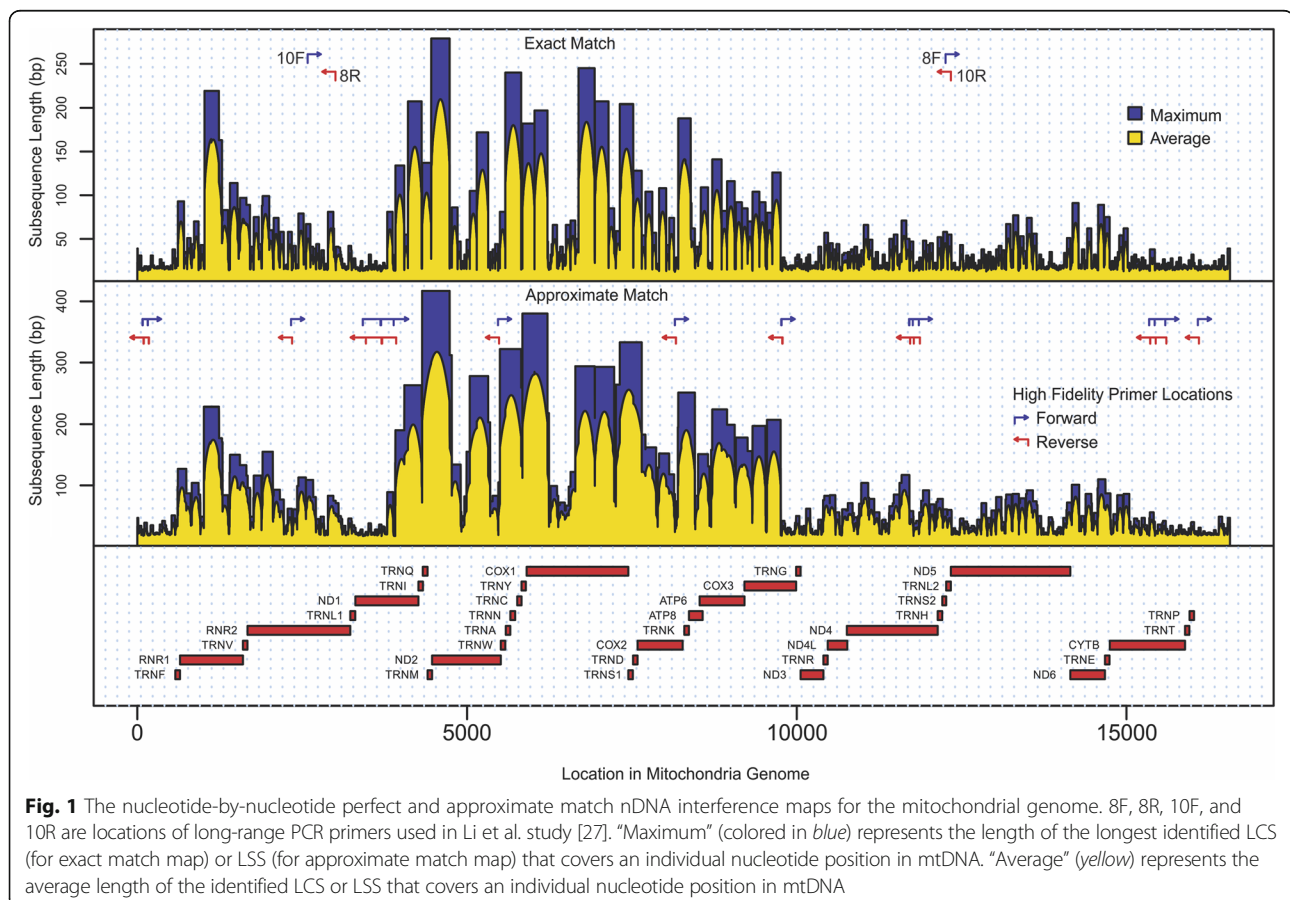 Exact Match
10F
8R
8F
10R
Maximum
Average
Subsequence Length (bp)
250
200
150
100
50
Approximate Match
Subsequence Length (bp)
400
300
200
100
High Fidelity Primer Locations
Forward
Reverse
TRNQ
COX1
TRNG
ND5
TRNI
TRNY
COX3
TRNL2
ND1
TRNC
ATP6
TRNS2
TRNL1
TRNN
ATP8
TRNH
TRNP
RNR2
TRNA
TRNK
ND4
TRNT
TRNV
TRNW
COX2
ND4L
CYTB
RNR1
ND2
TRND
TRNR
TRNE
TRNF
TRNM
TRNS1
ND3
ND6
0
5000
10000
15000
Location in Mitochondria Genome
Fig. 1 The nucleotide-by-nucleotide perfect and approximate match nDNA interference maps for the mitochondrial genome. 8F, 8R, 10F, and
10R are locations of long-range PCR primers used in Li et al. study [27]. “Maximum” (colored in blue) represents the length of the longest identified LCS
(for exact match map) or LSS (for approximate match map) that covers an individual nucleotide position in mtDNA. “Average” (yellow) represents the
average length of the identified LCS or LSS that covers an individual nucleotide position in mtDNA